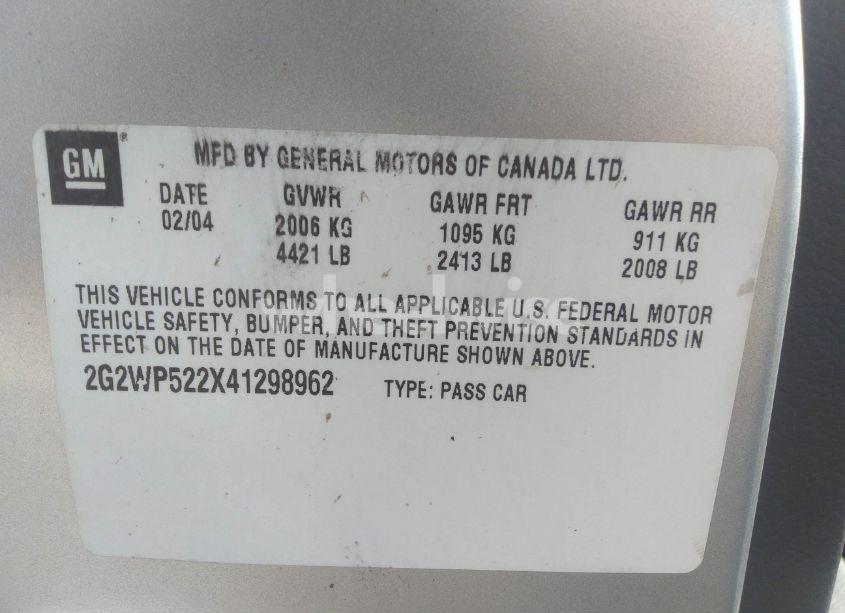 GM
MFD BY GENERAL MOTORS OF CANADA LTD.
DATE GVWR GAWR FRT GAWR RR
02/04 2006 KG 1095 KG 911 KG
4421 LB 2413 LB 2008 LB
THIS VEHICLE CONFORMS TO ALL APPLICABLE U.S. FEDERAL MOTOR
VEHICLE SAFETY, BUMPER, AND THEFT PREVENTION STANDARDS IN
EFFECT ON THE DATE OF MANUFACTURE SHOWN ABOVE.
2G2WP522X41298962 TYPE: PASS CAR